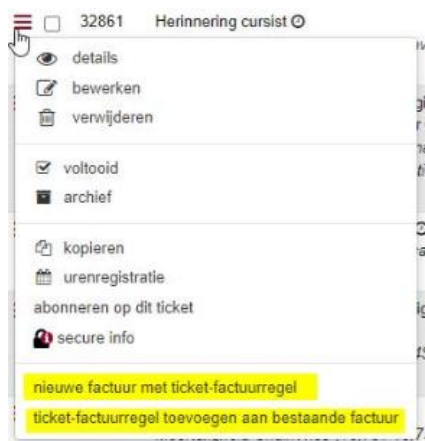 32861 Herinnering cursist
details
bewerken
verwijderen
voltooid
archief
kopieren
urenregistratie
abonneren op dit ticket
secure info
nieuwe factuur met ticket-factuurregel
ticket-factuurregel toevoegen aan bestaande factuur